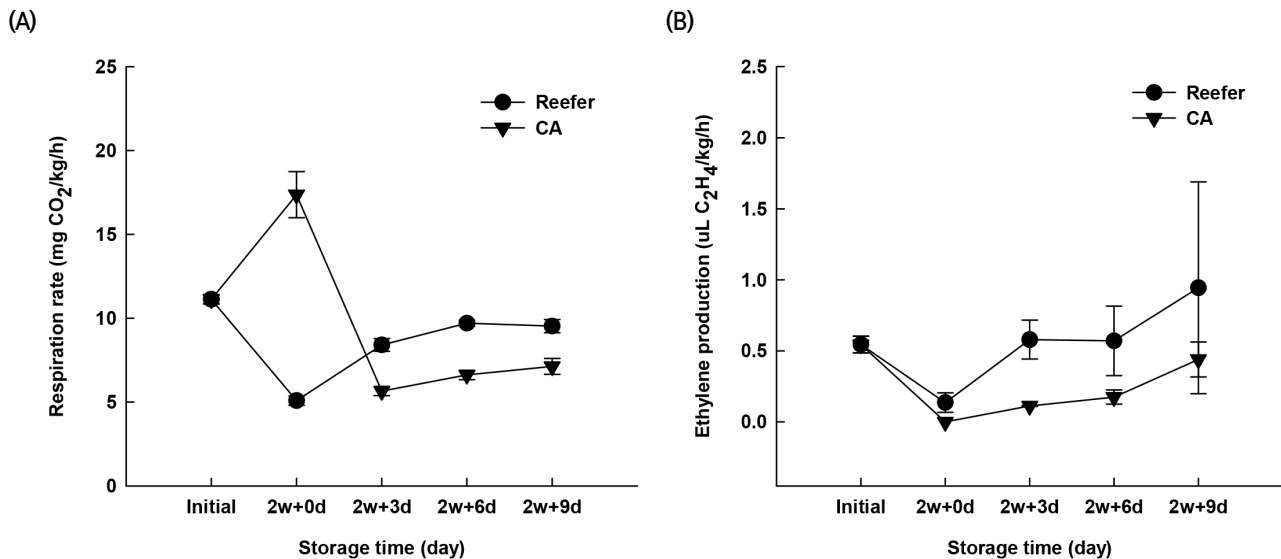 (A)
Respiration rate (mg CO2/kg/h)
25
20
15
10
5
0
Reefer
CA
Initial 2w+0d 2w+3d 2w+6d 2w+9d
Storage time (day)
(B)
Ethylene production (uL C2H4/kg/h)
2.5
2.0
1.5
1.0
0.5
0.0
Reefer
CA
Initial 2w+0d 2w+3d 2w+6d 2w+9d
Storage time (day)